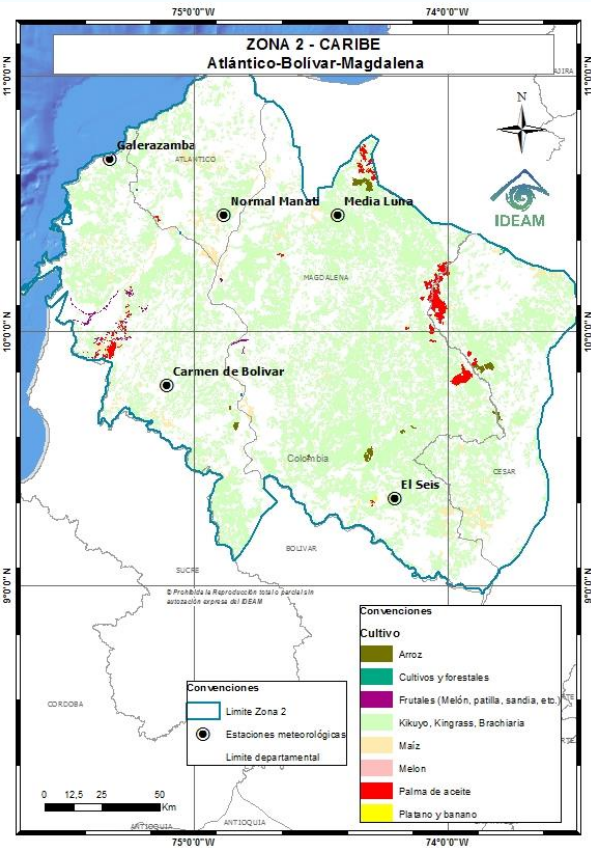 75°0'0"W
74°0'0"W
ZONA 2 - CARIBE
Atlántico-Bolívar-Magdalena
11°0'0"N
11°0'0"N
AJIRA
N
Galerazamba
ATLANTICO
IDEAM
Normal Manati
Media Luna
MAGDALENA
10°0'0"N
10°0'0"N
Carmen de Bolivar
Colombia
CESAR
El Seis
BOLIVAR
SUCRE
9°0'0"N
9°0'0"N
© Prohibida la Reproducción total o parcial sin
autorización expresa del IDEAM
Convenciones
Cultivo
Arroz
Cultivos y forestales
Frutales (Melón, patilla, sandia, etc.)
Kikuyo, Kingrass, Brachiaria
Maíz
Melon
Palma de aceite
Platano y banano
Convenciones
Limite Zona 2
Estaciones meteorológicas
Limite departamental
CORDOBA
0 12,5 25 50
Km
ANTIOQUIA
ANTIOQUIA
75°0'0"W
74°0'0"W